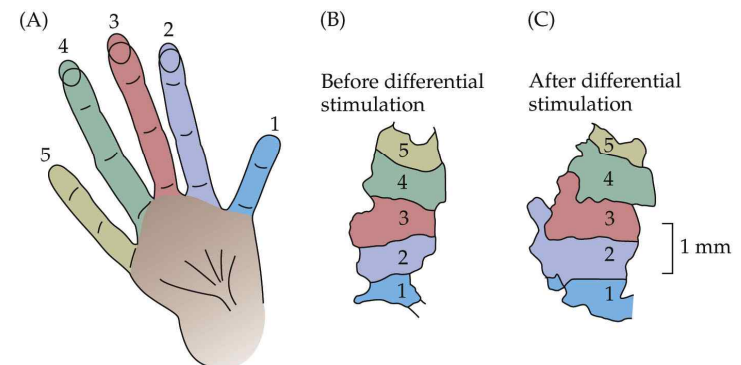 (A)
3
2
4
1
5
(B)
Before differential
stimulation
5
4
3
2
1
(C)
After differential
stimulation
5
4
3
2
1
1 mm